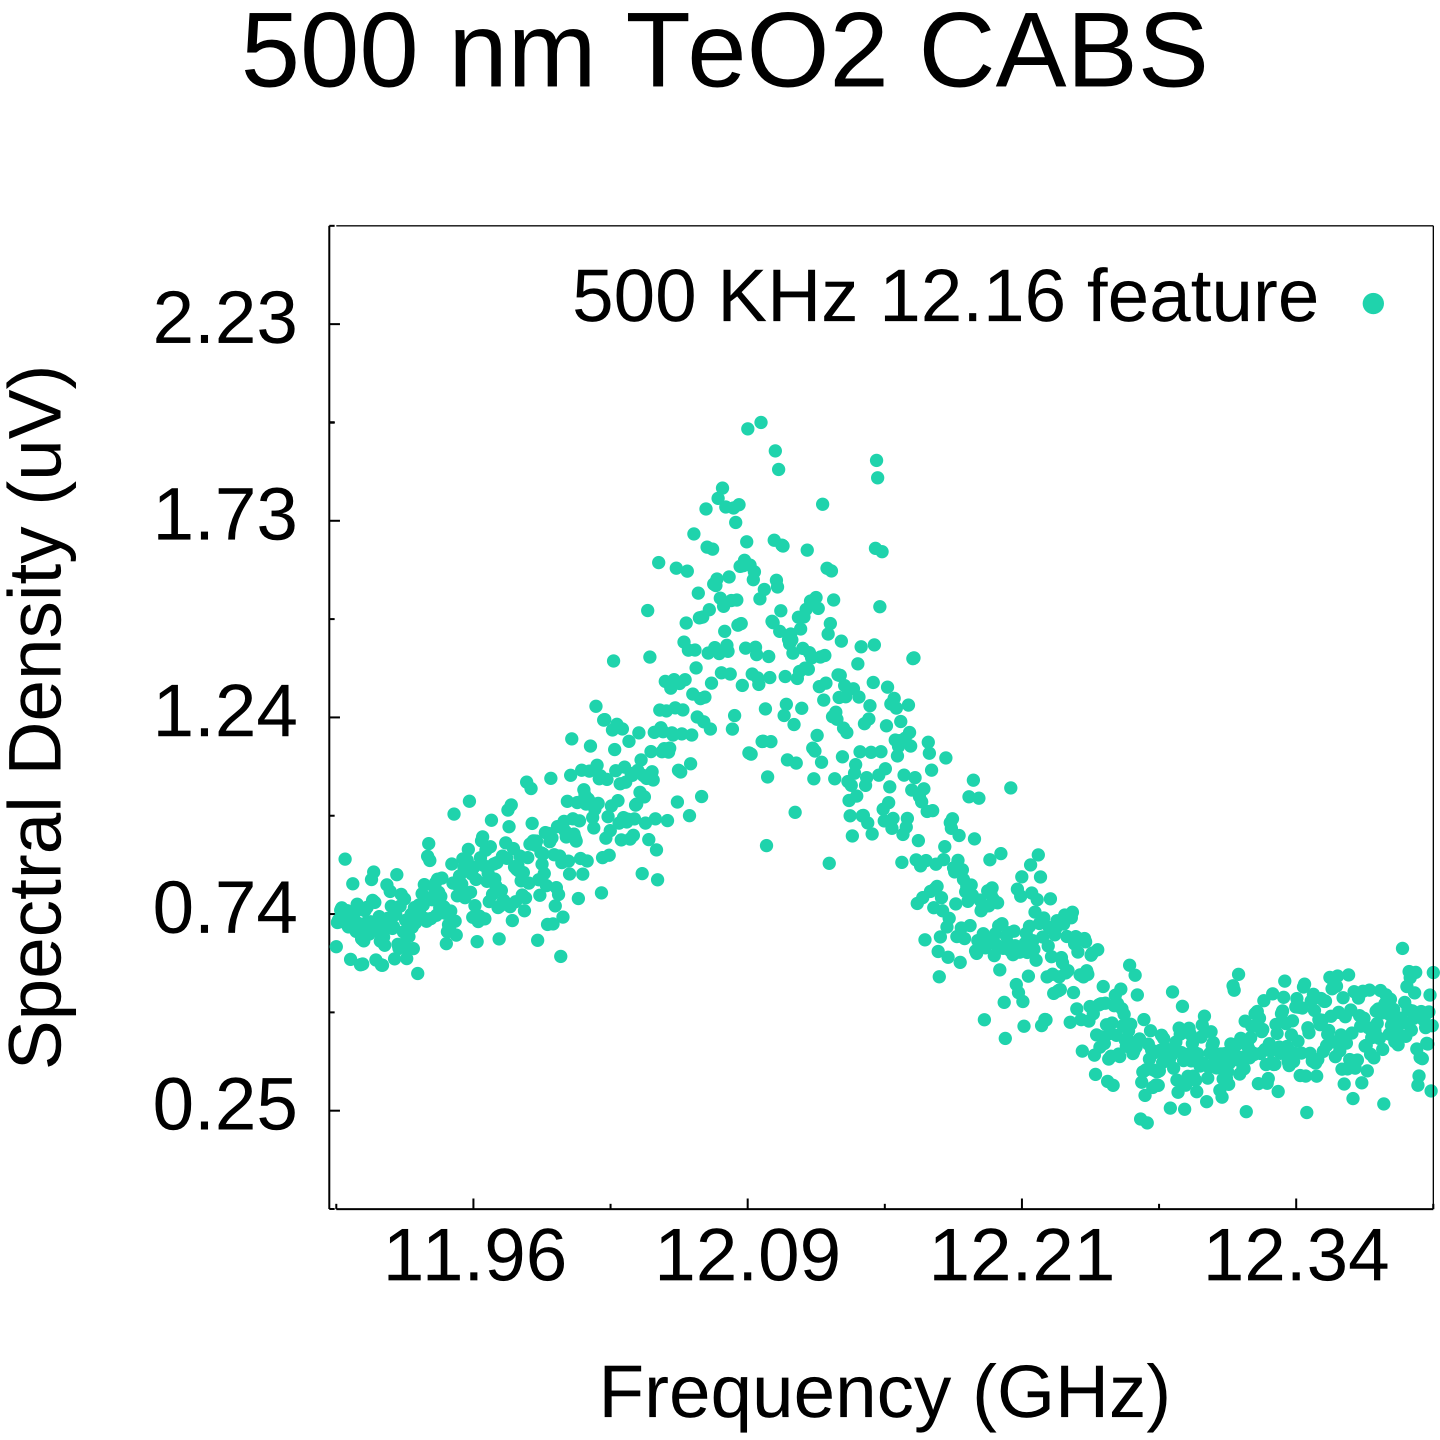 500 nm TeO2 CABS
500 KHz 12.16 feature
Spectral Density (uV)
2.23
1.73
1.24
0.74
0.25
11.96 12.09 12.21 12.34
Frequency (GHz)